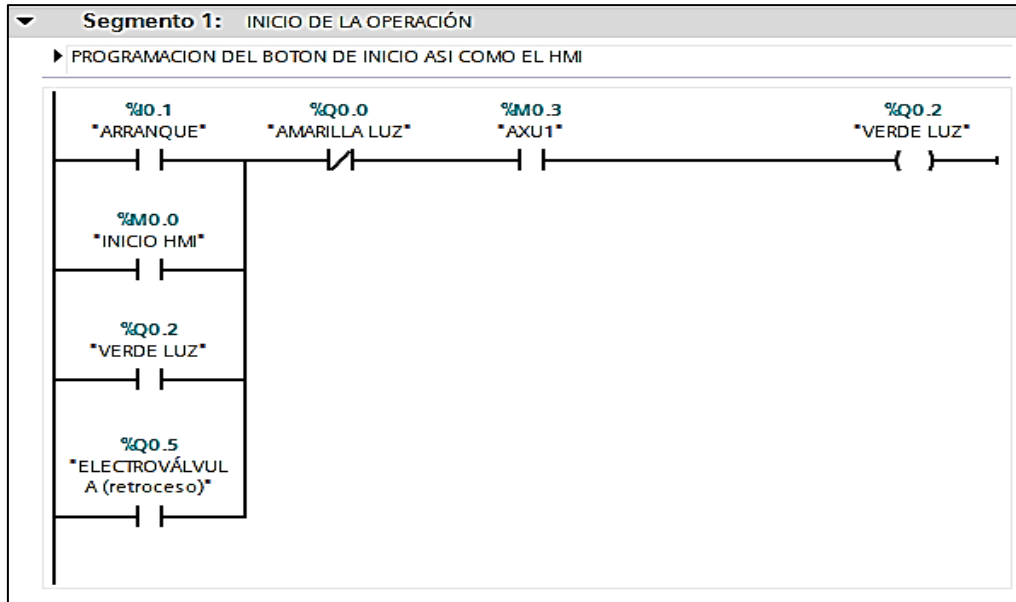 Segmento 1: INICIO DE LA OPERACIÓN
PROGRAMACION DEL BOTON DE INICIO ASI COMO EL HMI
%I0.1
"ARRANQUE"
%Q0.0
"AMARILLA LUZ"
%M0.3
"AXU1"
%Q0.2
"VERDE LUZ"
%M0.0
"INICIO HMI"
%Q0.2
"VERDE LUZ"
%Q0.5
"ELECTROVÁLVUL
A (retroceso)"